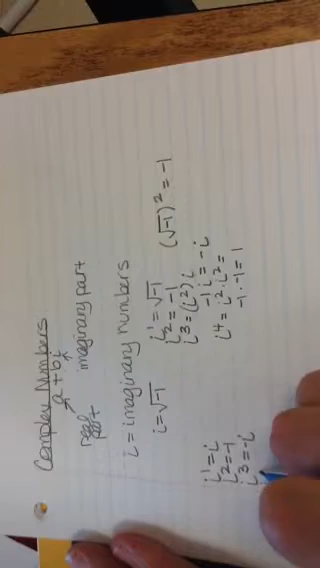 Complex Numbers
a + bi
real part
imaginary part
i = imaginary numbers
i = √-1
i¹ = √-1
i² = -1
(√-1)² = -1
i³ = (i²) i
-1 i = -i
i⁴ = i² · i² =
-1 · -1 = 1
i¹ = i
i² = -1
i³ = -i